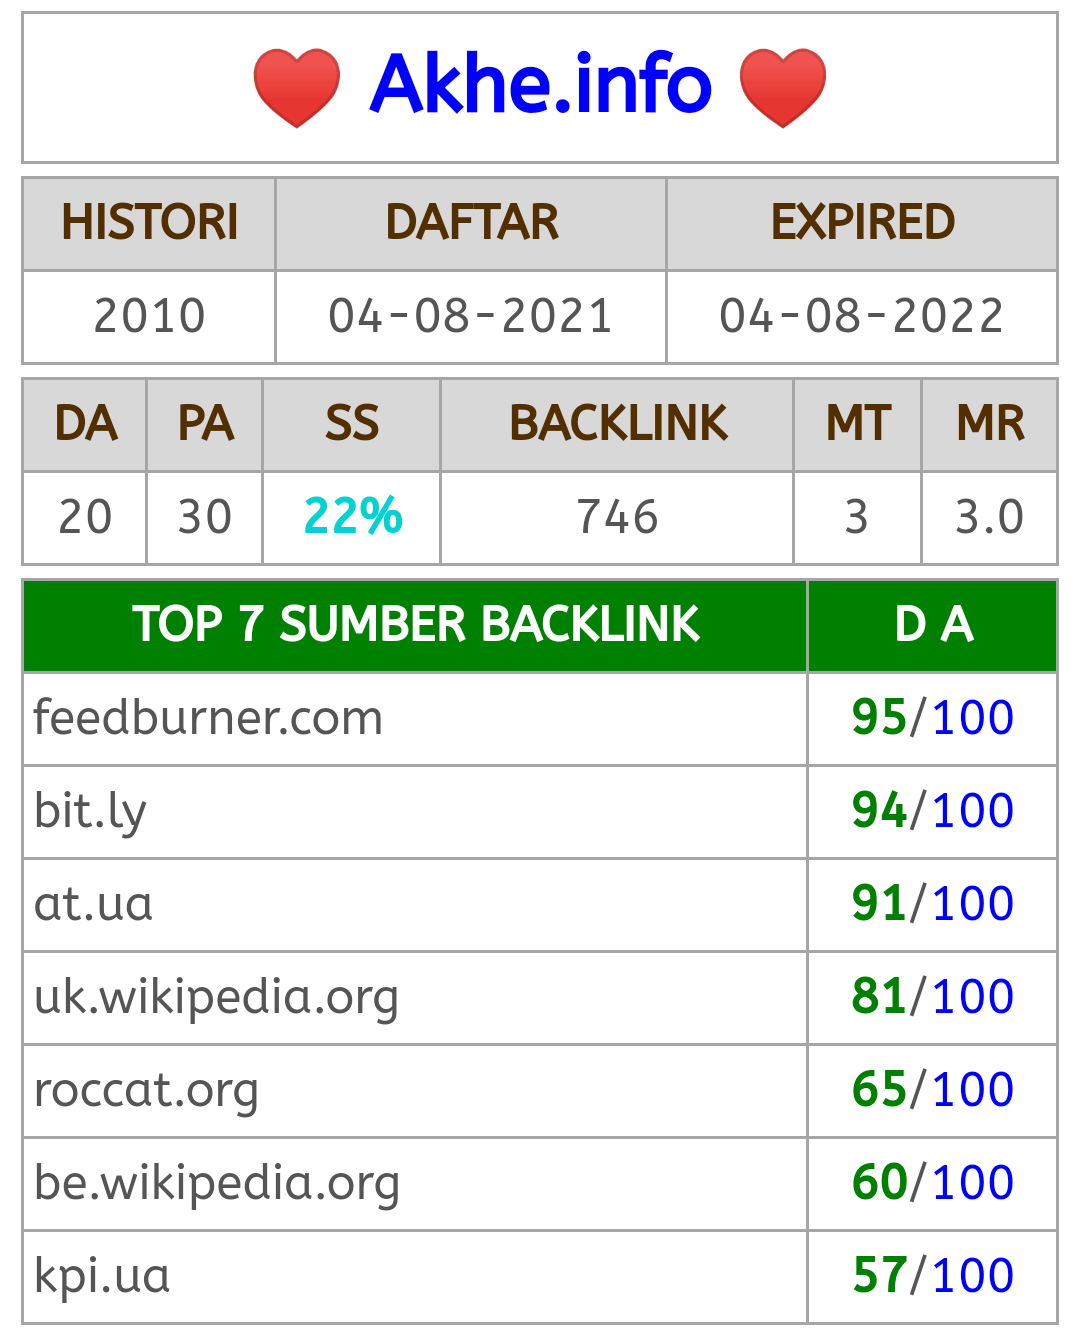 ❤️ Akhe.info ❤️
HISTORI DAFTAR EXPIRED
2010 04-08-2021 04-08-2022
DA PA SS BACKLINK MT MR
20 30 22% 746 3 3.0
TOP 7 SUMBER BACKLINK D A
feedburner.com 95/100
bit.ly 94/100
at.ua 91/100
uk.wikipedia.org 81/100
roccat.org 65/100
be.wikipedia.org 60/100
kpi.ua 57/100